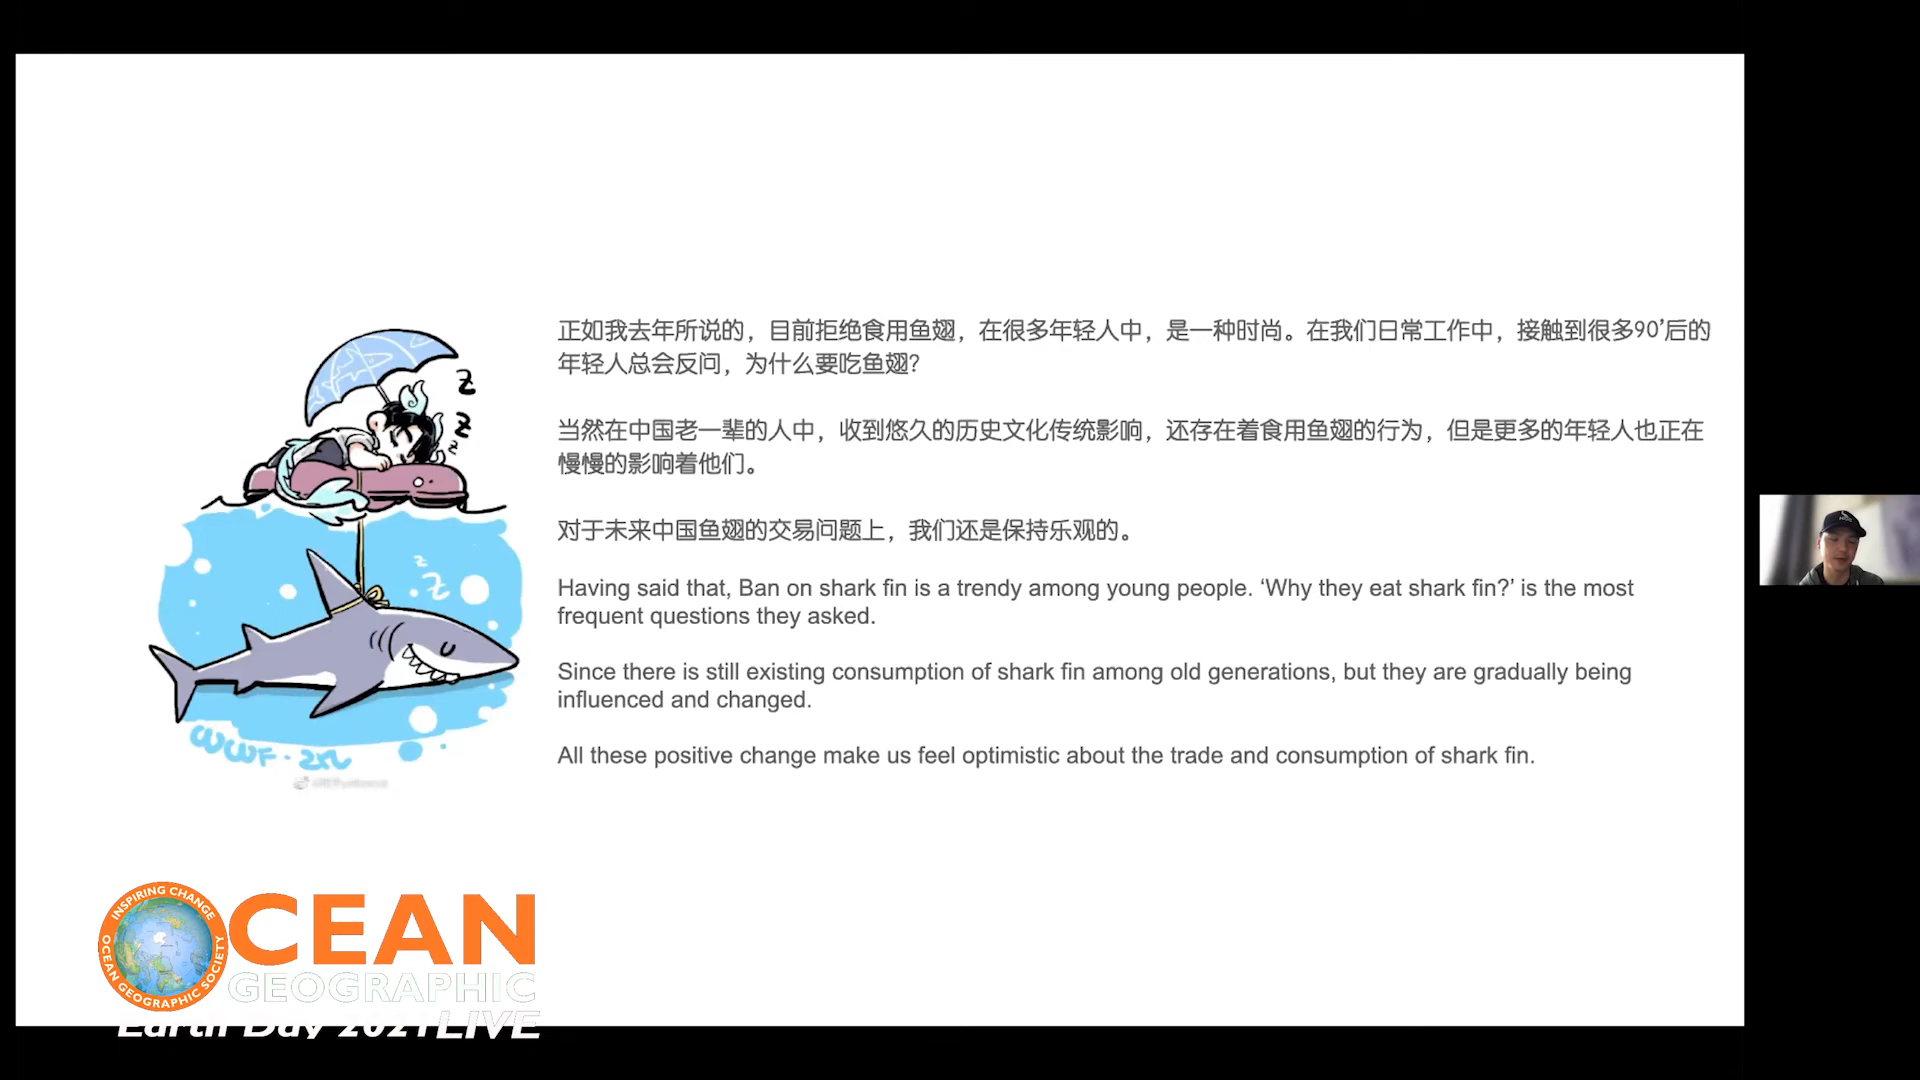 正如我去年所说的，目前拒绝食用鱼翅，在很多年轻人中，是一种时尚。在我们日常工作中，接触到很多90’后的
年轻人总会反问，为什么要吃鱼翅?
当然在中国老一辈的人中，收到悠久的历史文化传统影响，还存在着食用鱼翅的行为，但是更多的年轻人也正在
慢慢的影响着他们。
对于未来中国鱼翅的交易问题上，我们还是保持乐观的。
Having said that, Ban on shark fin is a trendy among young people. ‘Why they eat shark fin?’ is the most
frequent questions they asked.
Since there is still existing consumption of shark fin among old generations, but they are gradually being
influenced and changed.
All these positive change make us feel optimistic about the trade and consumption of shark fin.
z
z
z
z
z
WWF
INSPIRING CHANGE
OCEAN GEOGRAPHIC SOCIETY
OCEAN
GEOGRAPHIC
Earth Day 2021 LIVE